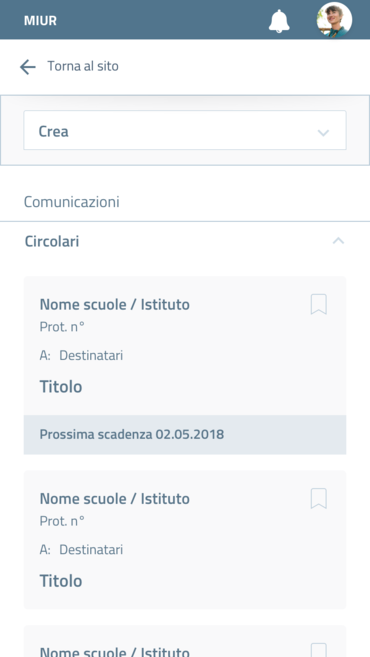 MIUR
Torna al sito
Crea
Comunicazioni
Circolari
Nome scuole / Istituto
Prot. n°
A: Destinatari
Titolo
Prossima scadenza 02.05.2018
Nome scuole / Istituto
Prot. n°
A: Destinatari
Titolo
Nome scuole / Istituto